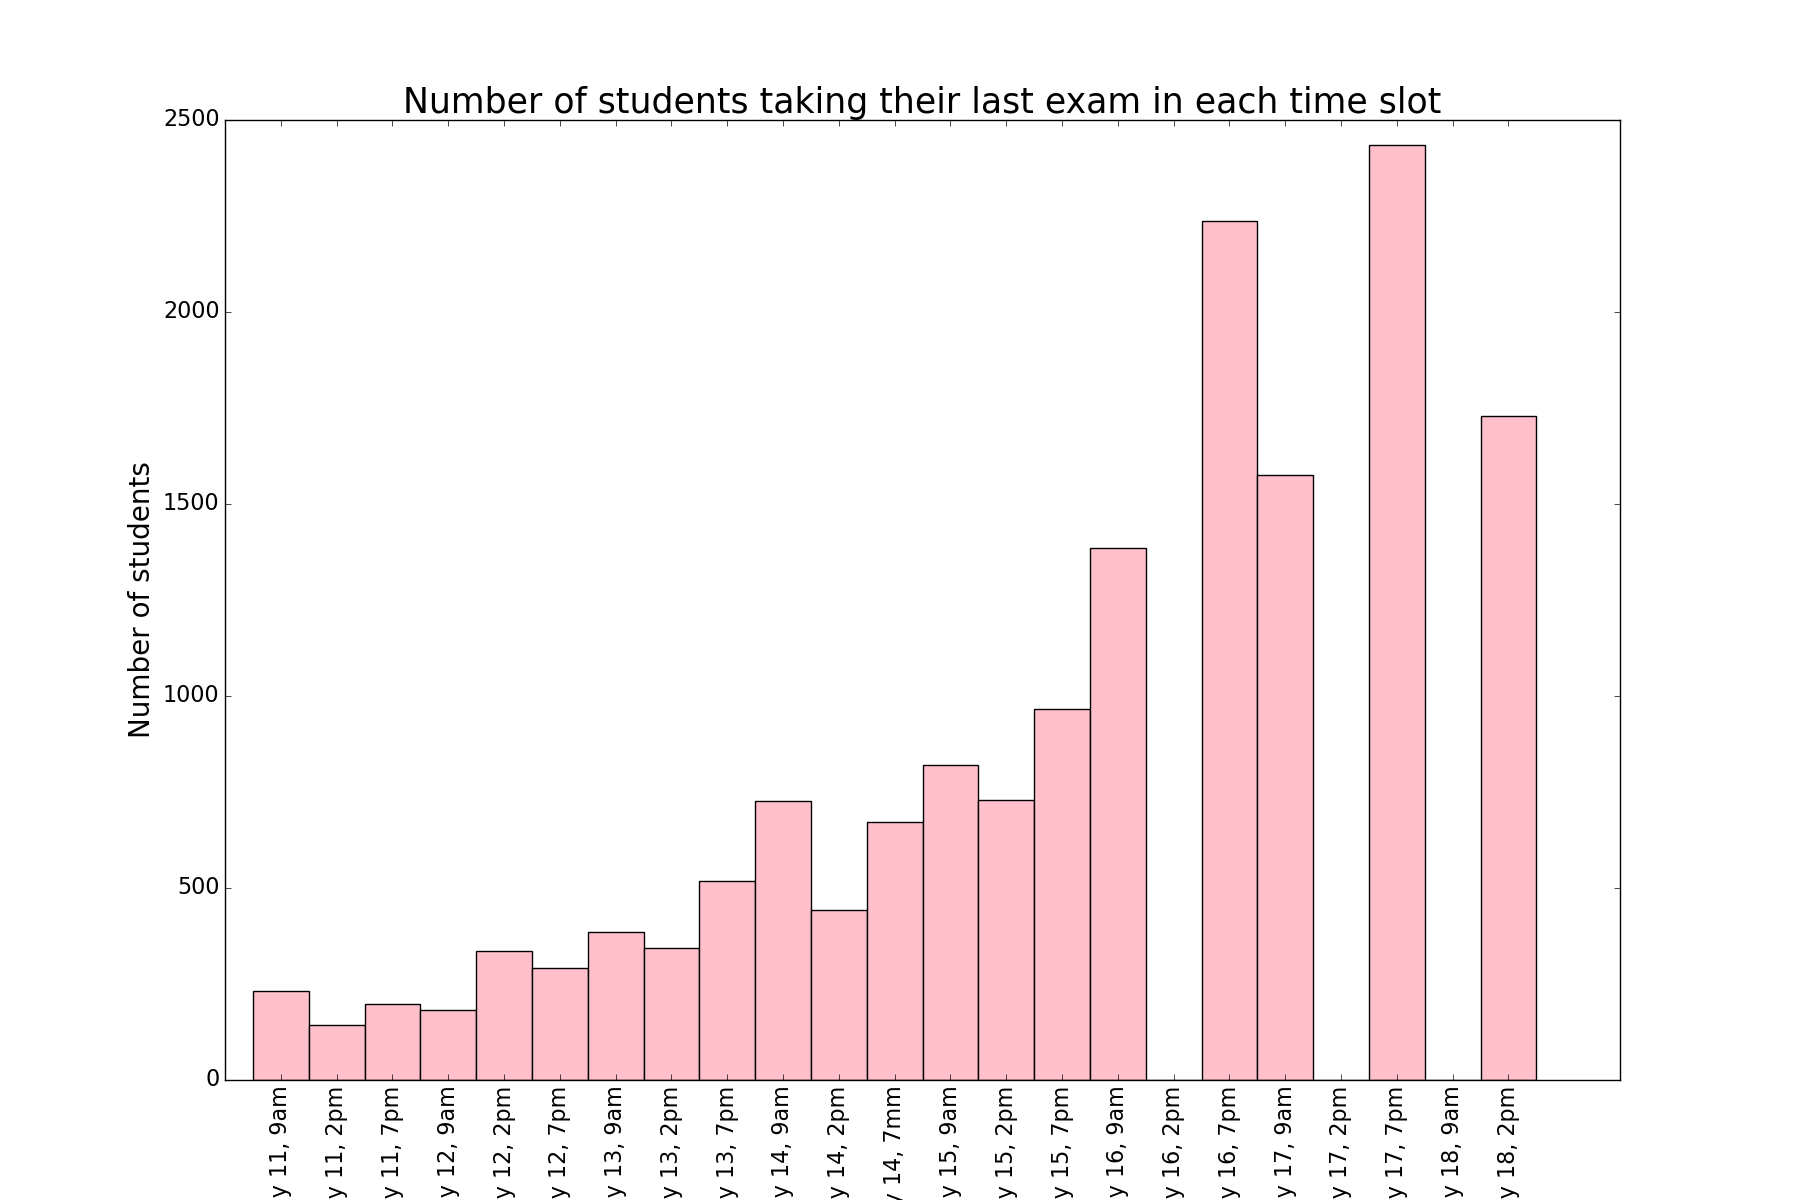 Number of students taking their last exam in each time slot
Number of students
2500
2000
1500
1000
500
0
y 11, 9am
y 11, 2pm
y 11, 7pm
y 12, 9am
y 12, 2pm
y 12, 7pm
y 13, 9am
y 13, 2pm
y 13, 7pm
y 14, 9am
y 14, 2pm
y 14, 7mm
y 15, 9am
y 15, 2pm
y 15, 7pm
y 16, 9am
y 16, 2pm
y 16, 7pm
y 17, 9am
y 17, 2pm
y 17, 7pm
y 18, 9am
y 18, 2pm